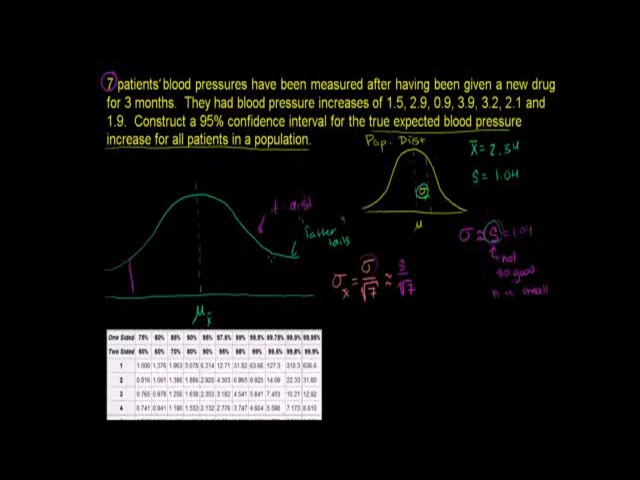 7 patients' blood pressures have been measured after having been given a new drug
for 3 months. They had blood pressure increases of 1.5, 2.9, 0.9, 3.9, 3.2, 2.1 and
1.9. Construct a 95% confidence interval for the true expected blood pressure
increase for all patients in a population.
Pop. Dist
x̄ = 2.34
S = 1.04
σ
μ
t-dist
fatter
tails
σ ≈ S = 1.04
not
so good
n is small
σx̄ = σ/√7 ≈ S/√7
μx̄
One Sided 75% 80% 85% 90% 95% 97.5% 99% 99.5% 99.75% 99.9% 99.95%
Two Sided 50% 60% 70% 80% 90% 95% 98% 99% 99.5% 99.8% 99.9%
1 1.000 1.376 1.963 3.078 6.314 12.71 31.82 63.66 127.3 318.3 636.6
2 0.816 1.061 1.386 1.886 2.920 4.303 6.965 9.925 14.09 22.33 31.60
3 0.765 0.978 1.250 1.638 2.353 3.182 4.541 5.841 7.453 10.21 12.92
4 0.741 0.941 1.190 1.533 2.132 2.776 3.747 4.604 5.598 7.173 8.610